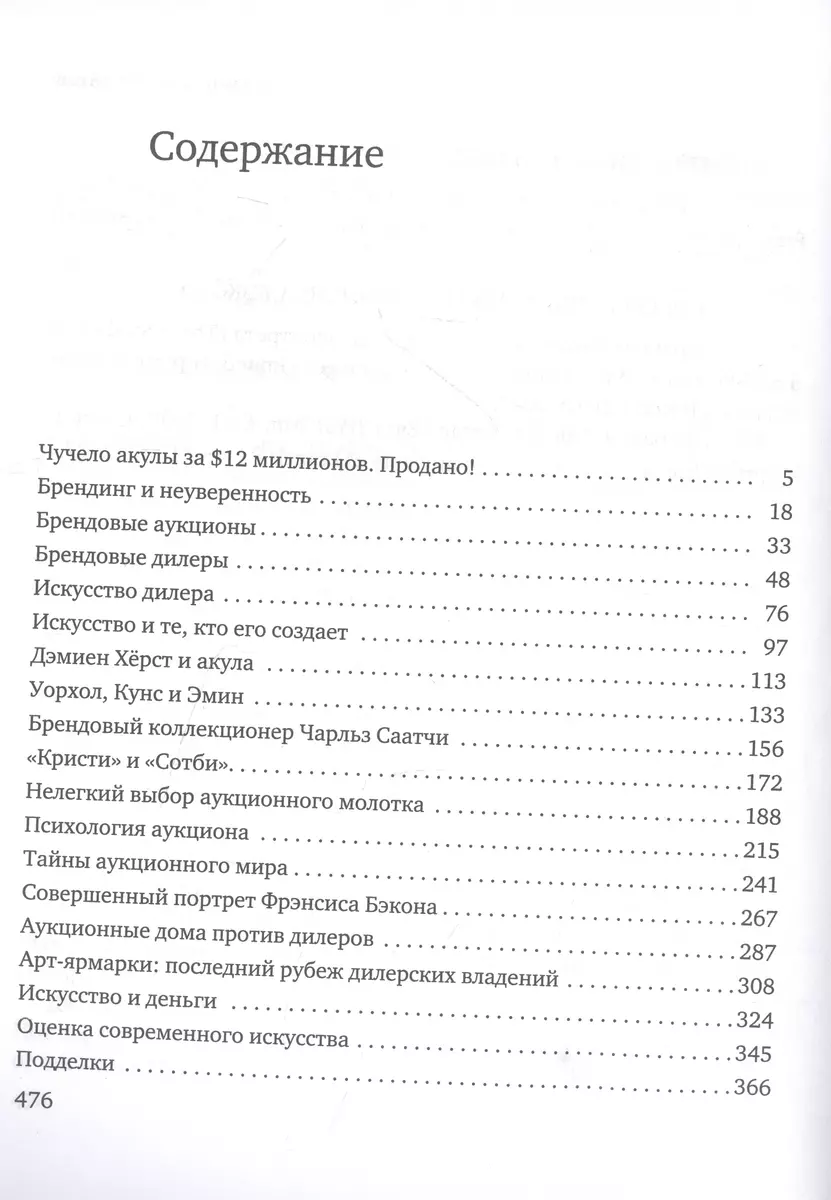 Содержание
Чучело акулы за $12 миллионов. Продано! 5
Брендинг и неуверенность 18
Брендовые аукционы 33
Брендовые дилеры 48
Искусство дилера 76
Искусство и те, кто его создает 97
Дэмиен Хёрст и акула 113
Уорхол, Кунс и Эмин 133
Брендовый коллекционер Чарльз Саатчи 156
«Кристи» и «Сотби» 172
Нелегкий выбор аукционного молотка 188
Психология аукциона 215
Тайны аукционного мира 241
Совершенный портрет Фрэнсиса Бэкона 267
Аукционные дома против дилеров 287
Арт-ярмарки: последний рубеж дилерских владений 308
Искусство и деньги 324
Оценка современного искусства 345
Подделки 366
476